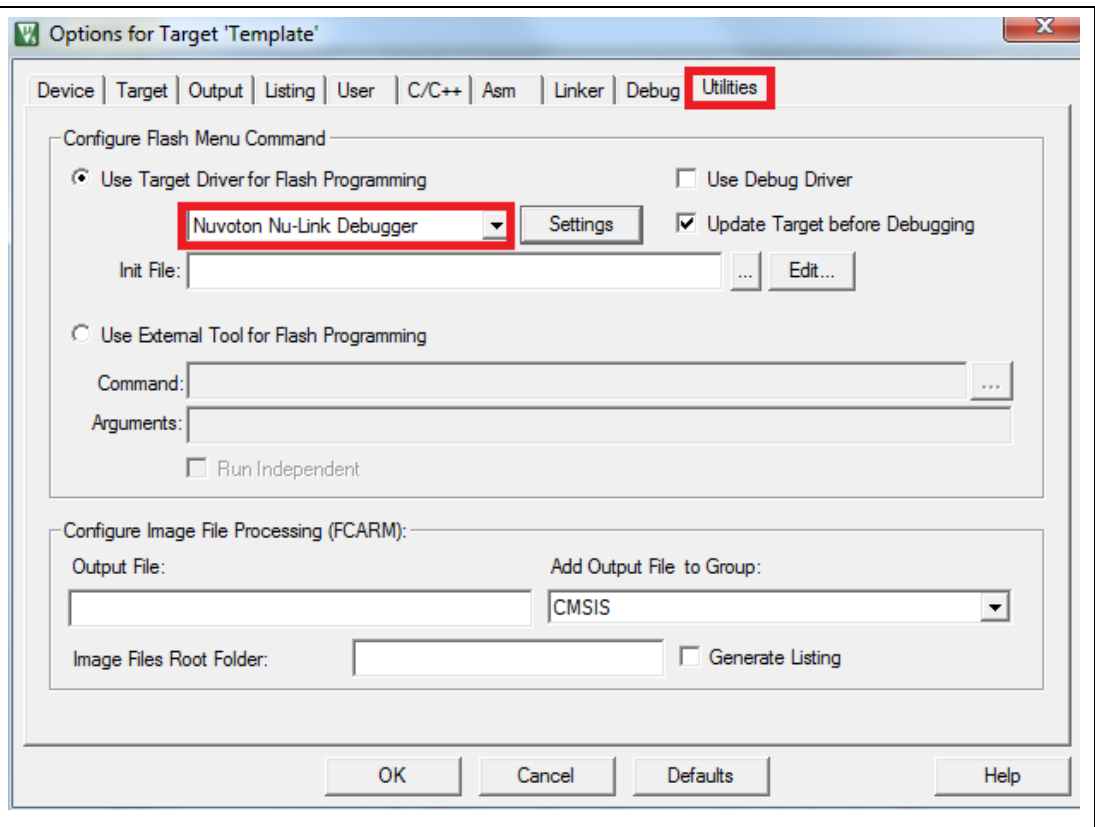 Options for Target 'Template'
Device Target Output Listing User C/C++ Asm Linker Debug Utilities
Configure Flash Menu Command
Use Target Driver for Flash Programming Use Debug Driver
Nuvoton Nu-Link Debugger Settings Update Target before Debugging
Init File: ... Edit...
Use External Tool for Flash Programming
Command: ...
Arguments:
Run Independent
Configure Image File Processing (FCARM):
Output File: Add Output File to Group:
CMSIS
Image Files Root Folder: Generate Listing
OK Cancel Defaults Help